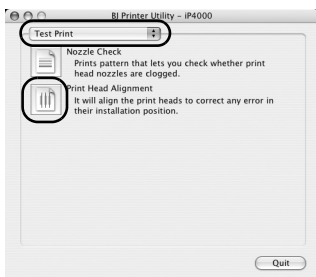 BJ Printer Utility – iP4000
Test Print
Nozzle Check
Prints pattern that lets you check whether print
head nozzles are clogged.
Print Head Alignment
It will align the print heads to correct any error in
their installation position.
Quit